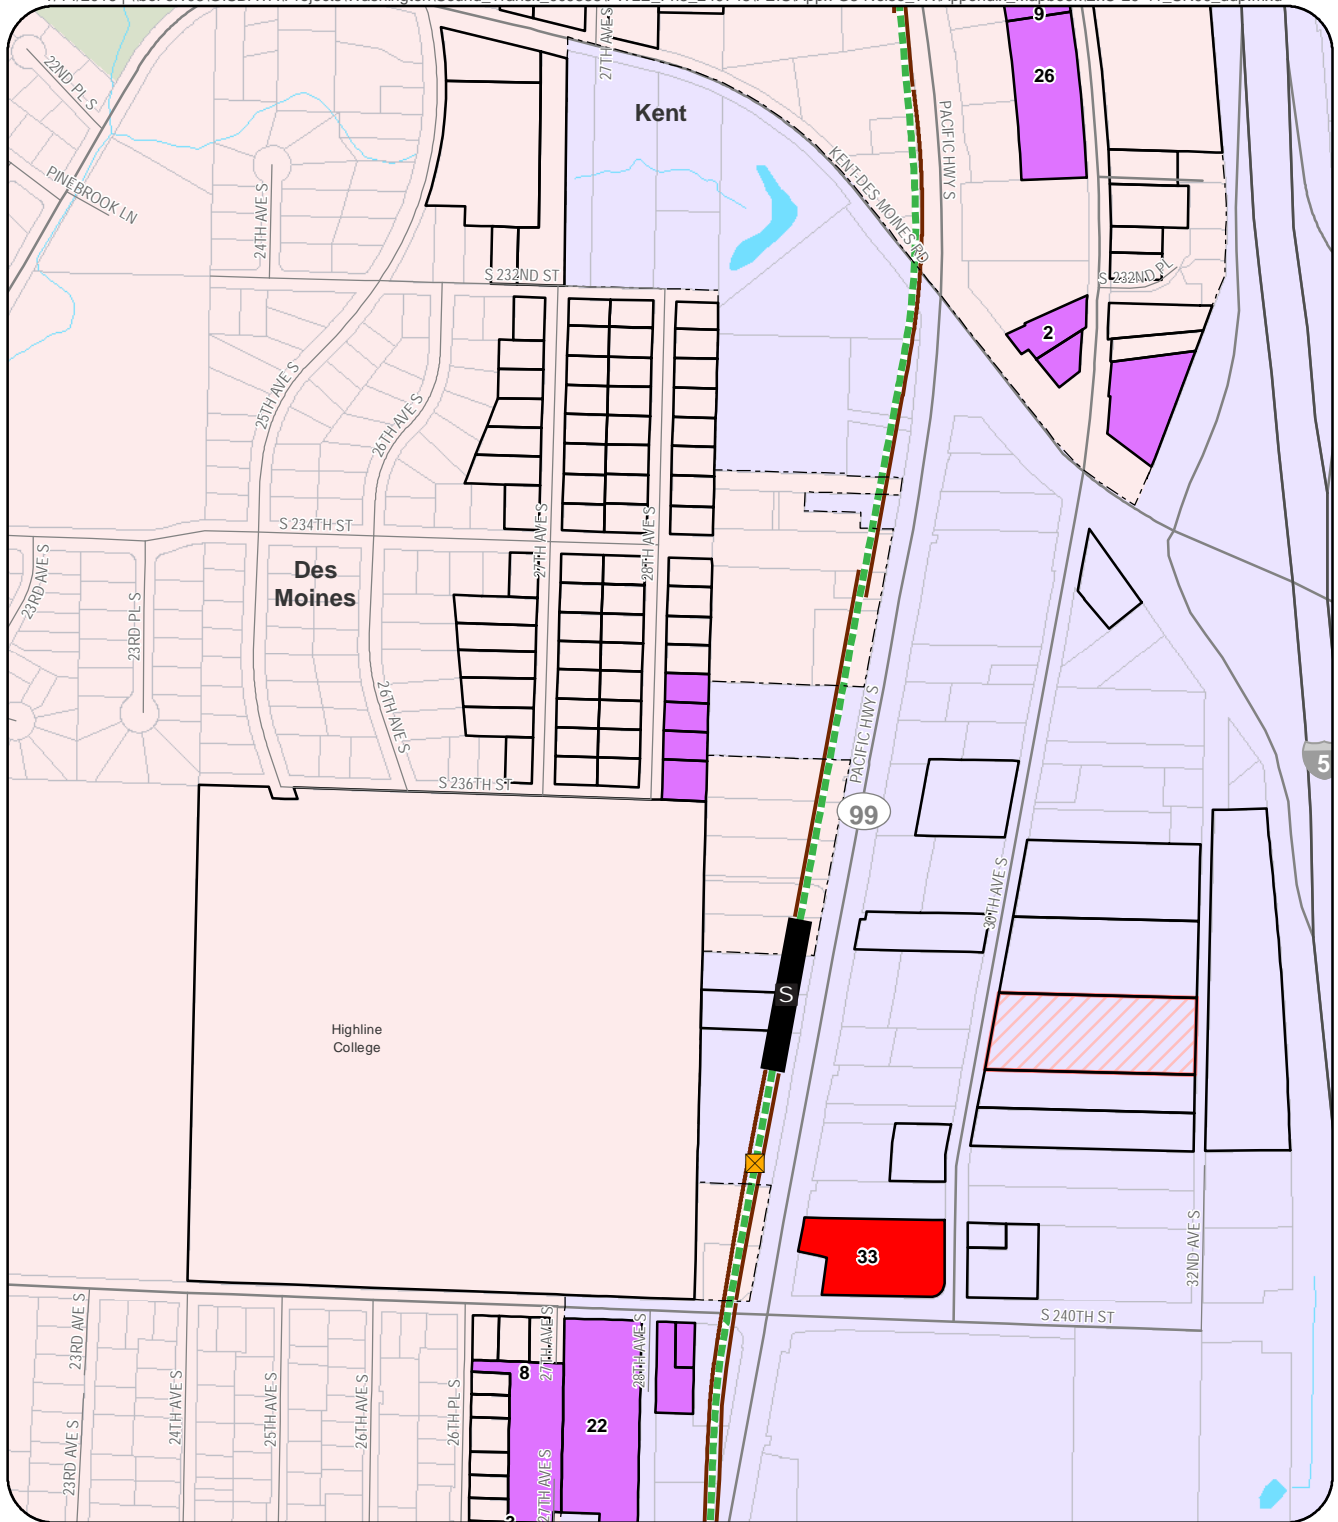 9
26
27TH AVE S
22ND PL S
Kent
PACIFIC HWY S
KENT-DES MOINES RD
PINEBROOK LN
24TH AVE S
S 232ND ST
S 232ND PL
2
25TH AVE S
26TH AVE S
S 234TH ST
27TH AVE S
28TH AVE S
23RD AVE S
Des
Moines
23RD PL S
26TH AVE S
PACIFIC HWY S
5
S 236TH ST
99
30TH AVE S
S
Highline
College
33
32ND AVE S
S 240TH ST
23RD AVE S
27TH AVE S
28TH AVE S
8
24TH AVE S
25TH AVE S
26TH AVE S
26TH PL S
22
23RD AVE S
27TH AVE S